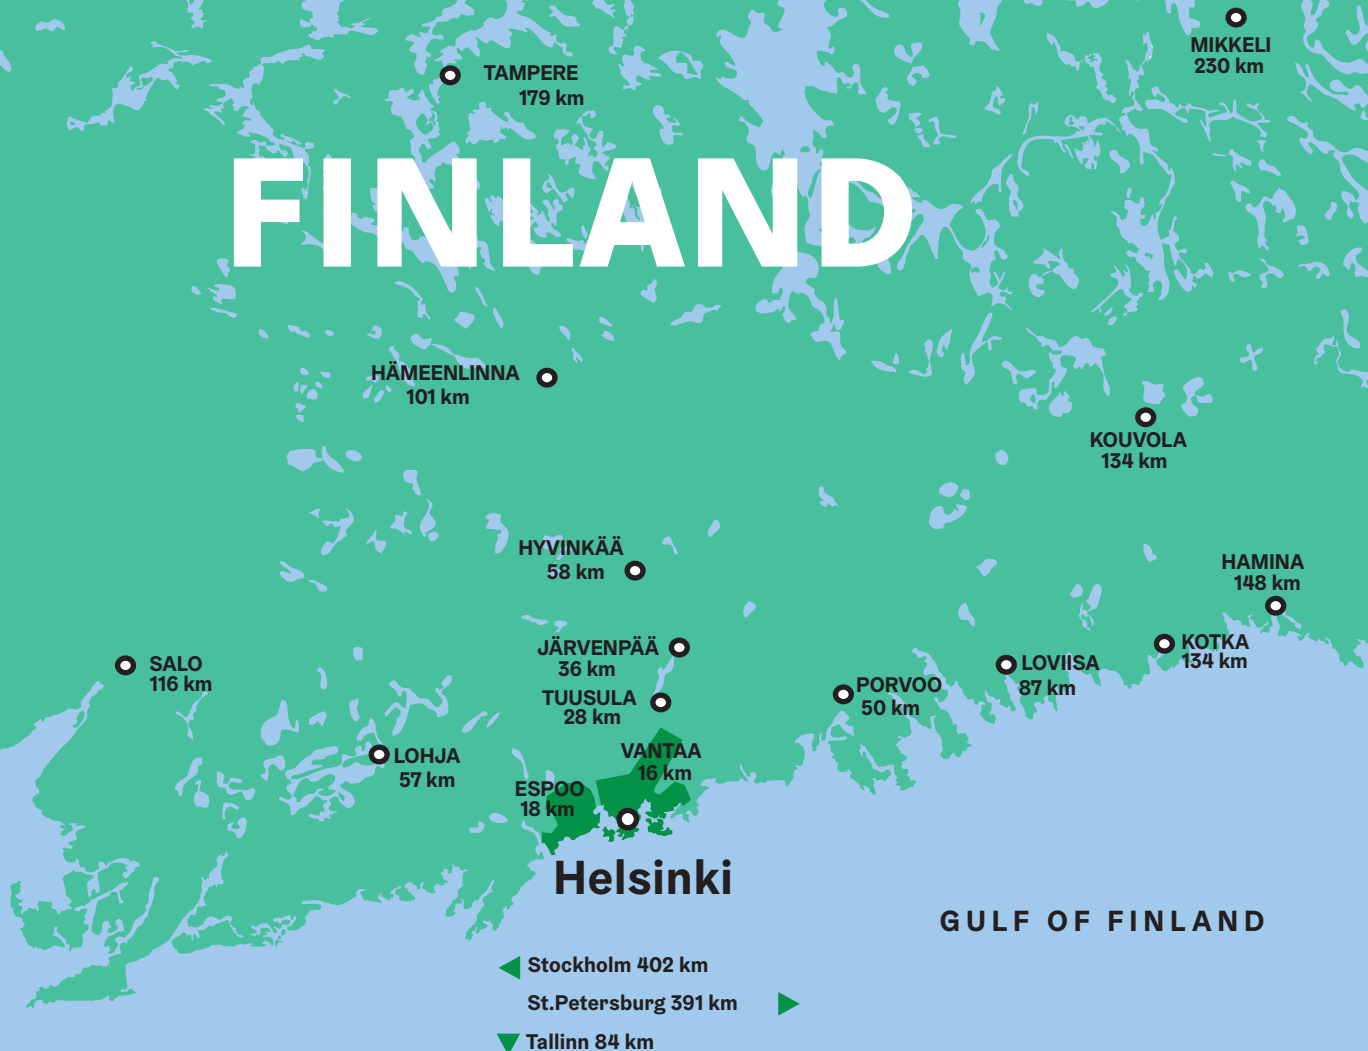 MIKKELI
230 km
TAMPERE
179 km
FINLAND
HÄMEENLINNA
101 km
KOUVOLA
134 km
HYVINKÄÄ
58 km
HAMINA
148 km
JÄRVENPÄÄ
36 km
KOTKA
134 km
SALO
116 km
LOVIISA
87 km
TUUSULA
28 km
PORVOO
50 km
VANTAA
16 km
LOHJA
57 km
ESPOO
18 km
Helsinki
GULF OF FINLAND
Stockholm 402 km
St.Petersburg 391 km
Tallinn 84 km